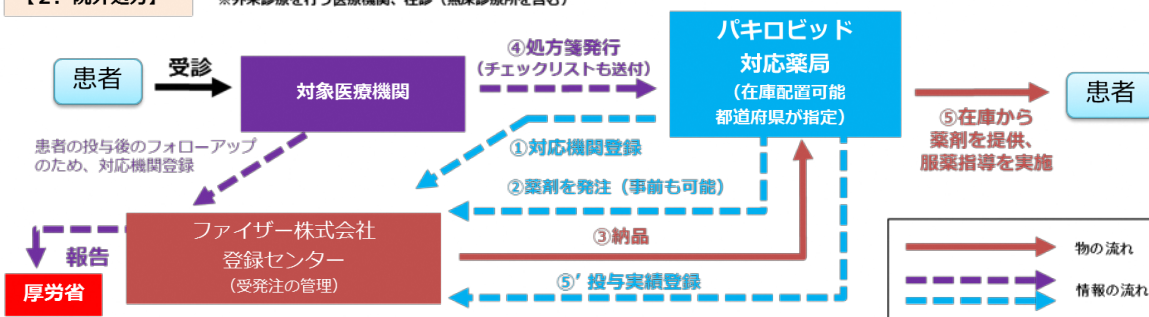 【２．院外処方】
※外来診療を行う医療機関、往診（無床診療所を含む）
患者
受診
対象医療機関
④処方箋発行
（チェックリストも送付）
パキロビッド
対応薬局
（在庫配置可能
都道府県が指定）
患者
⑤在庫から
薬剤を提供、
服薬指導を実施
患者の投与後のフォローアップ
のため、対応機関登録
①対応機関登録
②薬剤を発注（事前も可能）
③納品
⑤’投与実績登録
ファイザー株式会社
登録センター
（受発注の管理）
報告
厚労省
物の流れ
情報の流れ